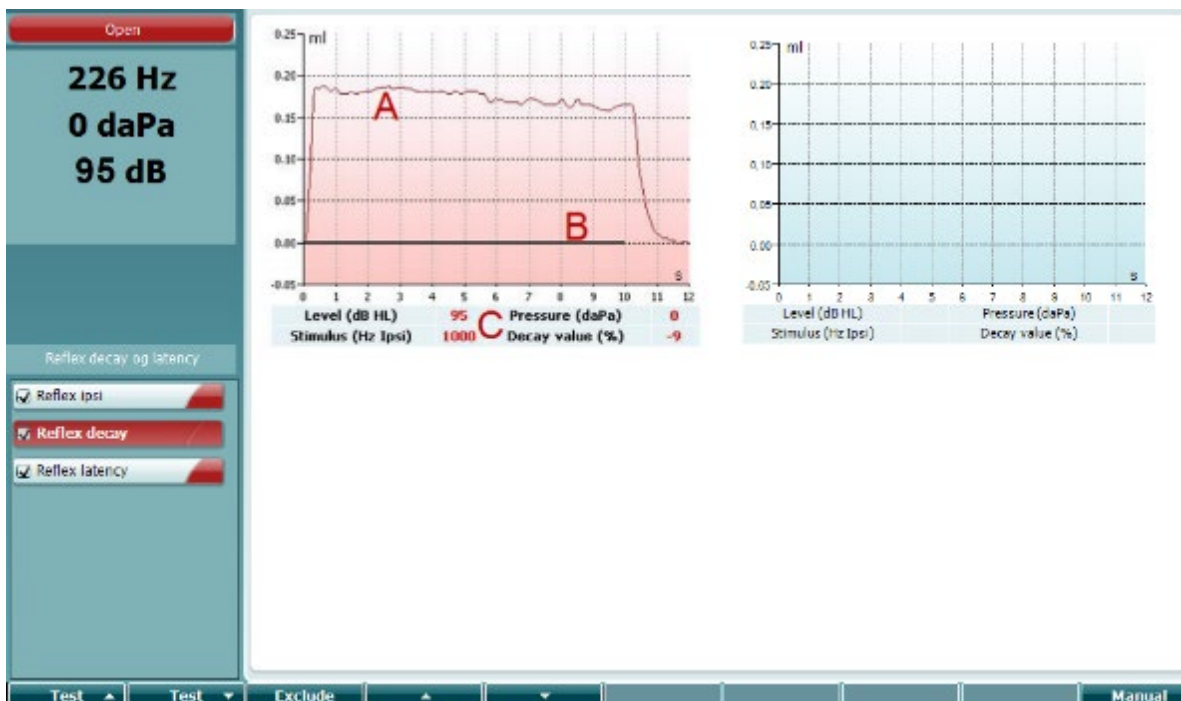 Open
226 Hz
0 daPa
95 dB
Reflex decay og latency
Reflex ipsi
Reflex decay
Reflex latency
0.25 ml
0.20
0.15
0.10
0.05
0.00
-0.05
A
B
s
0 1 2 3 4 5 6 7 8 9 10 11 12
Level (dB HL) 95 C Pressure (daPa) 0
Stimulus (Hz Ipsi) 1000 Decay value (%) -9
0,25 ml
0,20
0,15
0,10
0,05
0,00
-0.05
s
0 1 2 3 4 5 6 7 8 9 10 11 12
Level (dB HL) Pressure (daPa)
Stimulus (Hz Ipsi) Decay value (%)
Test Test Exclude Manual